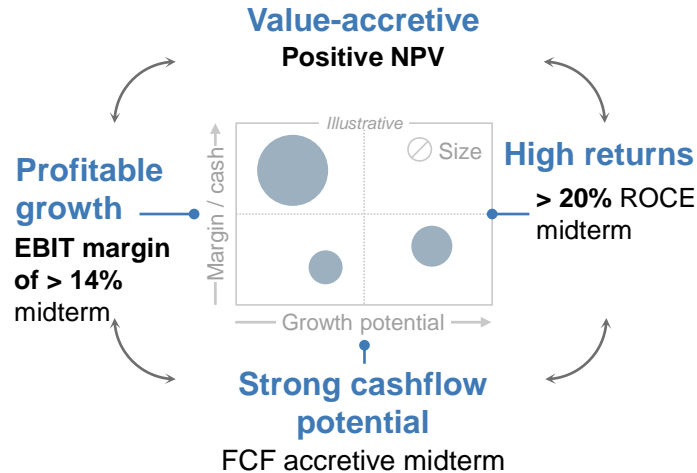 Value-accretive
Positive NPV
Illustrative
Size
Margin / cash
Growth potential
Profitable
growth
EBIT margin
of > 14%
midterm
High returns
> 20% ROCE
midterm
Strong cashflow
potential
FCF accretive midterm